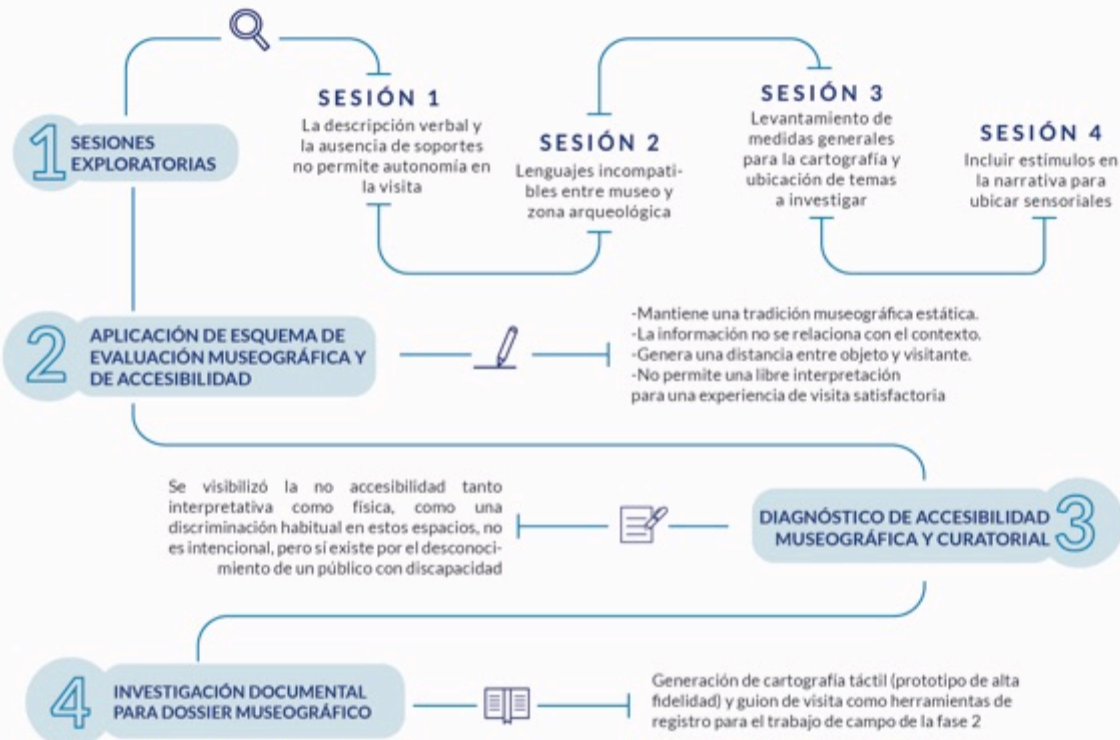 1
SESIONES
EXPLORATORIAS
SESIÓN 1
La descripción verbal y
la ausencia de soportes
no permite autonomía en
la visita
SESIÓN 2
Lenguajes incompati-
bles entre museo y
zona arqueológica
SESIÓN 3
Levantamiento de
medidas generales
para la cartografía y
ubicación de temas
a investigar
SESIÓN 4
Incluir estímulos en
la narrativa para
ubicar sensoriales
2
APLICACIÓN DE ESQUEMA DE
EVALUACIÓN MUSEOGRÁFICA Y
DE ACCESIBILIDAD
-Mantiene una tradición museográfica estática.
-La información no se relaciona con el contexto.
-Genera una distancia entre objeto y visitante.
-No permite una libre interpretación
para una experiencia de visita satisfactoria
Se visibilizó la no accesibilidad tanto
interpretativa como física, como una
discriminación habitual en estos espacios, no
es intencional, pero sí existe por el desconoci-
miento de un público con discapacidad
DIAGNÓSTICO DE ACCESIBILIDAD
MUSEOGRÁFICA Y CURATORIAL
3
4
INVESTIGACIÓN DOCUMENTAL
PARA DOSSIER MUSEOGRÁFICO
Generación de cartografía táctil (prototipo de alta
fidelidad) y guion de visita como herramientas de
registro para el trabajo de campo de la fase 2